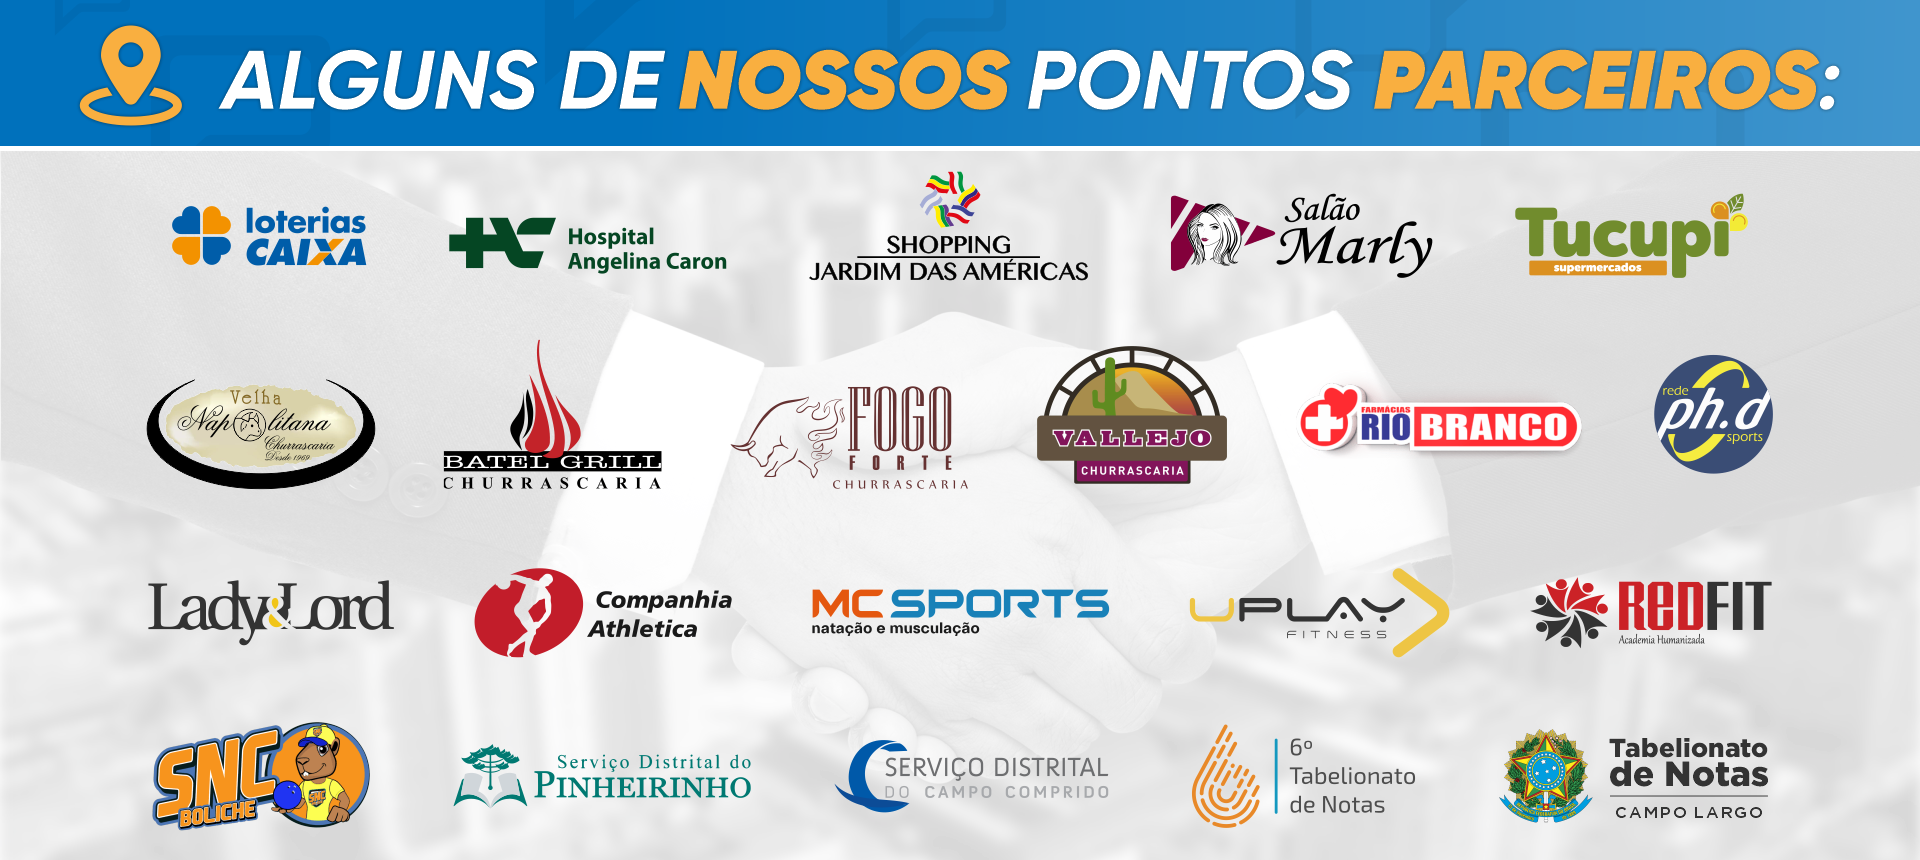 ALGUNS DE NOSSOS PONTOS PARCEIROS:
loterias
CAIXA
Hospital
Angelina Caron
SHOPPING
JARDIM DAS AMÉRICAS
Salão
Marly
Tucupi
supermercados
Velha
Napolitana
Churrascaria
Desde 1969
BATEL GRILL
CHURRASCARIA
FOGO
FORTE
CHURRASCARIA
VALLEJO
CHURRASCARIA
FARMÁCIAS
RIO BRANCO
rede
ph.d
sports
Lady&Lord
Companhia
Athletica
MC SPORTS
natação e musculação
UPLAY
FITNESS
REDFIT
Academia Humanizada
SNC
BOLICHE
SNC
Serviço Distrital do
PINHEIRINHO
SERVIÇO DISTRITAL
DO CAMPO COMPRIDO
6º
Tabelionato
de Notas
Tabelionato
de Notas
CAMPO LARGO